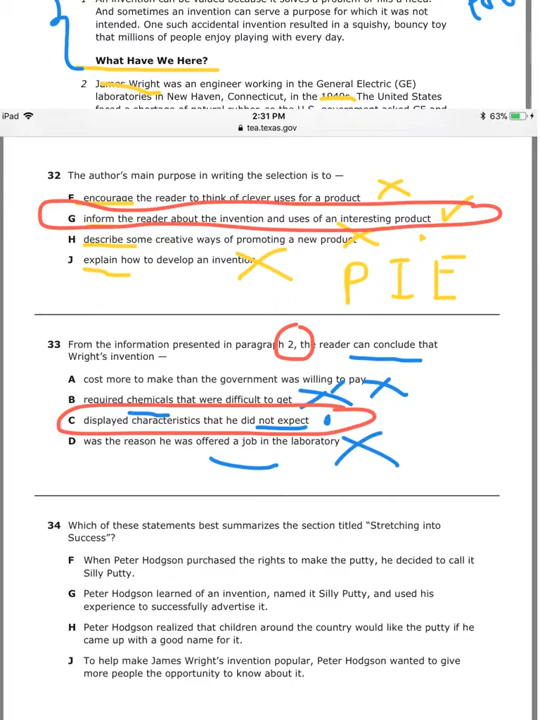 1 An invention can be valued because it solves a problem or fills a need.
And sometimes an invention can serve a purpose for which it was not
intended. One such accidental invention resulted in a squishy, bouncy toy
that millions of people enjoy playing with every day.
What Have We Here?
2 James Wright was an engineer working in the General Electric (GE)
laboratories in New Haven, Connecticut, in the 1940s. The United States
iPad 2:31 PM 63%
tea.texas.gov
32 The author's main purpose in writing the selection is to —
F encourage the reader to think of clever uses for a product
G inform the reader about the invention and uses of an interesting product
H describe some creative ways of promoting a new product
J explain how to develop an invention
P I E
33 From the information presented in paragraph 2, the reader can conclude that
Wright's invention —
A cost more to make than the government was willing to pay
B required chemicals that were difficult to get
C displayed characteristics that he did not expect
D was the reason he was offered a job in the laboratory
34 Which of these statements best summarizes the section titled “Stretching into
Success”?
F When Peter Hodgson purchased the rights to make the putty, he decided to call it
Silly Putty.
G Peter Hodgson learned of an invention, named it Silly Putty, and used his
experience to successfully advertise it.
H Peter Hodgson realized that children around the country would like the putty if he
came up with a good name for it.
J To help make James Wright's invention popular, Peter Hodgson wanted to give
more people the opportunity to know about it.